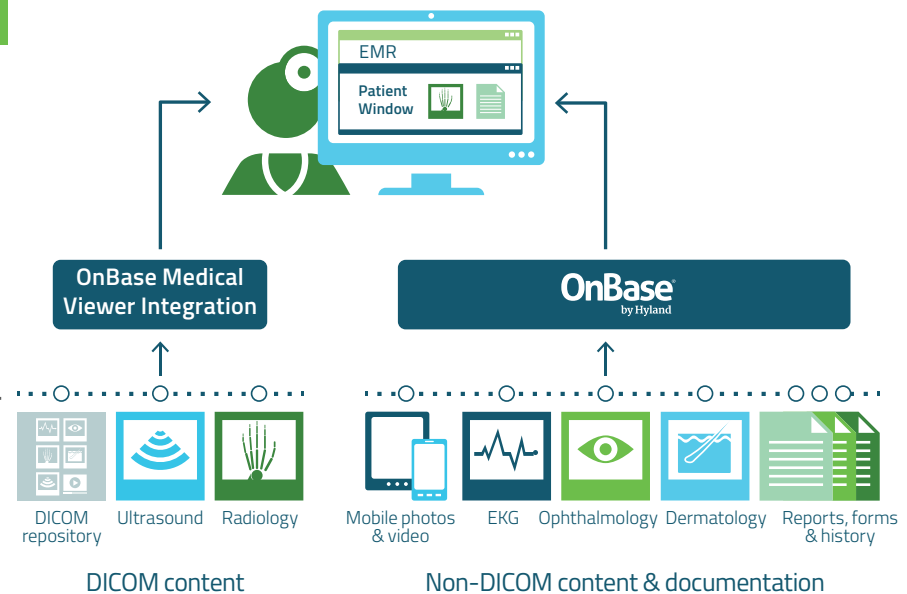 EMR
Patient
Window
OnBase Medical
Viewer Integration
OnBase®
by Hyland
DICOM
repository
Ultrasound
Radiology
Mobile photos
& video
EKG
Ophthalmology
Dermatology
Reports, forms
& history
DICOM content
Non-DICOM content & documentation